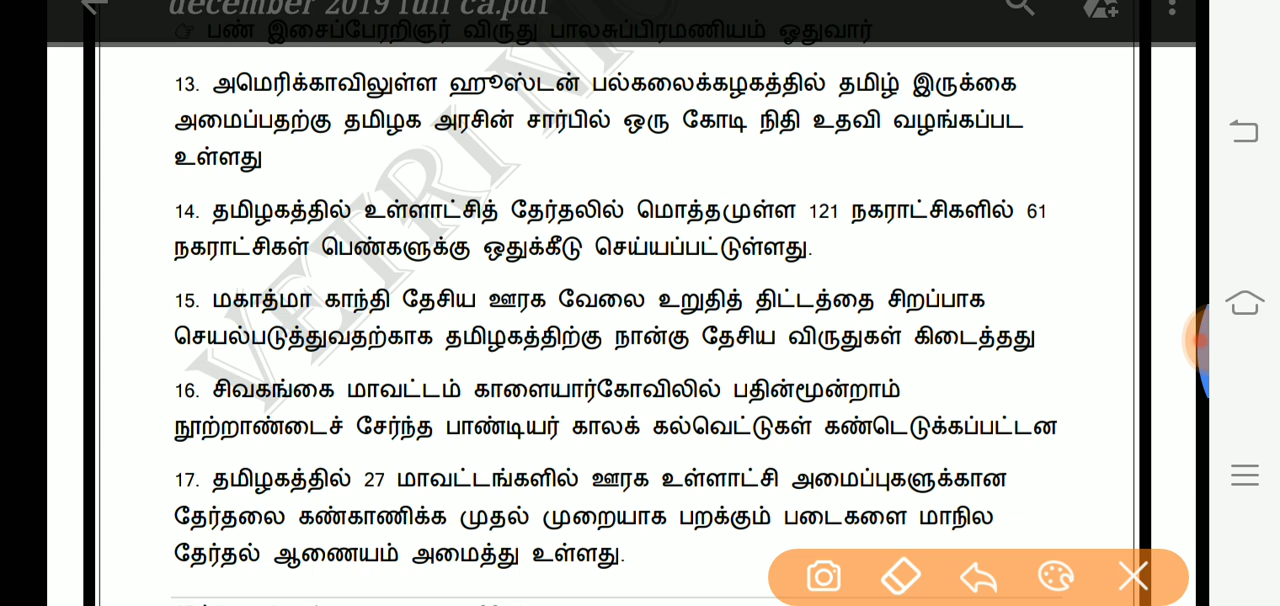 december 2019 full ca.pdf
☞ பண் இசைப்பேரறிஞர் விருது பாலசுப்பிரமணியம் ஓதுவார்
13. அமெரிக்காவிலுள்ள ஹூஸ்டன் பல்கலைக்கழகத்தில் தமிழ் இருக்கை
அமைப்பதற்கு தமிழக அரசின் சார்பில் ஒரு கோடி நிதி உதவி வழங்கப்பட
உள்ளது
14. தமிழகத்தில் உள்ளாட்சித் தேர்தலில் மொத்தமுள்ள 121 நகராட்சிகளில் 61
நகராட்சிகள் பெண்களுக்கு ஒதுக்கீடு செய்யப்பட்டுள்ளது.
15. மகாத்மா காந்தி தேசிய ஊரக வேலை உறுதித் திட்டத்தை சிறப்பாக
செயல்படுத்துவதற்காக தமிழகத்திற்கு நான்கு தேசிய விருதுகள் கிடைத்தது
16. சிவகங்கை மாவட்டம் காளையார்கோவிலில் பதின்மூன்றாம்
நூற்றாண்டைச் சேர்ந்த பாண்டியர் காலக் கல்வெட்டுகள் கண்டெடுக்கப்பட்டன
17. தமிழகத்தில் 27 மாவட்டங்களில் ஊரக உள்ளாட்சி அமைப்புகளுக்கான
தேர்தலை கண்காணிக்க முதல் முறையாக பறக்கும் படைகளை மாநில
தேர்தல் ஆணையம் அமைத்து உள்ளது.
VETRI